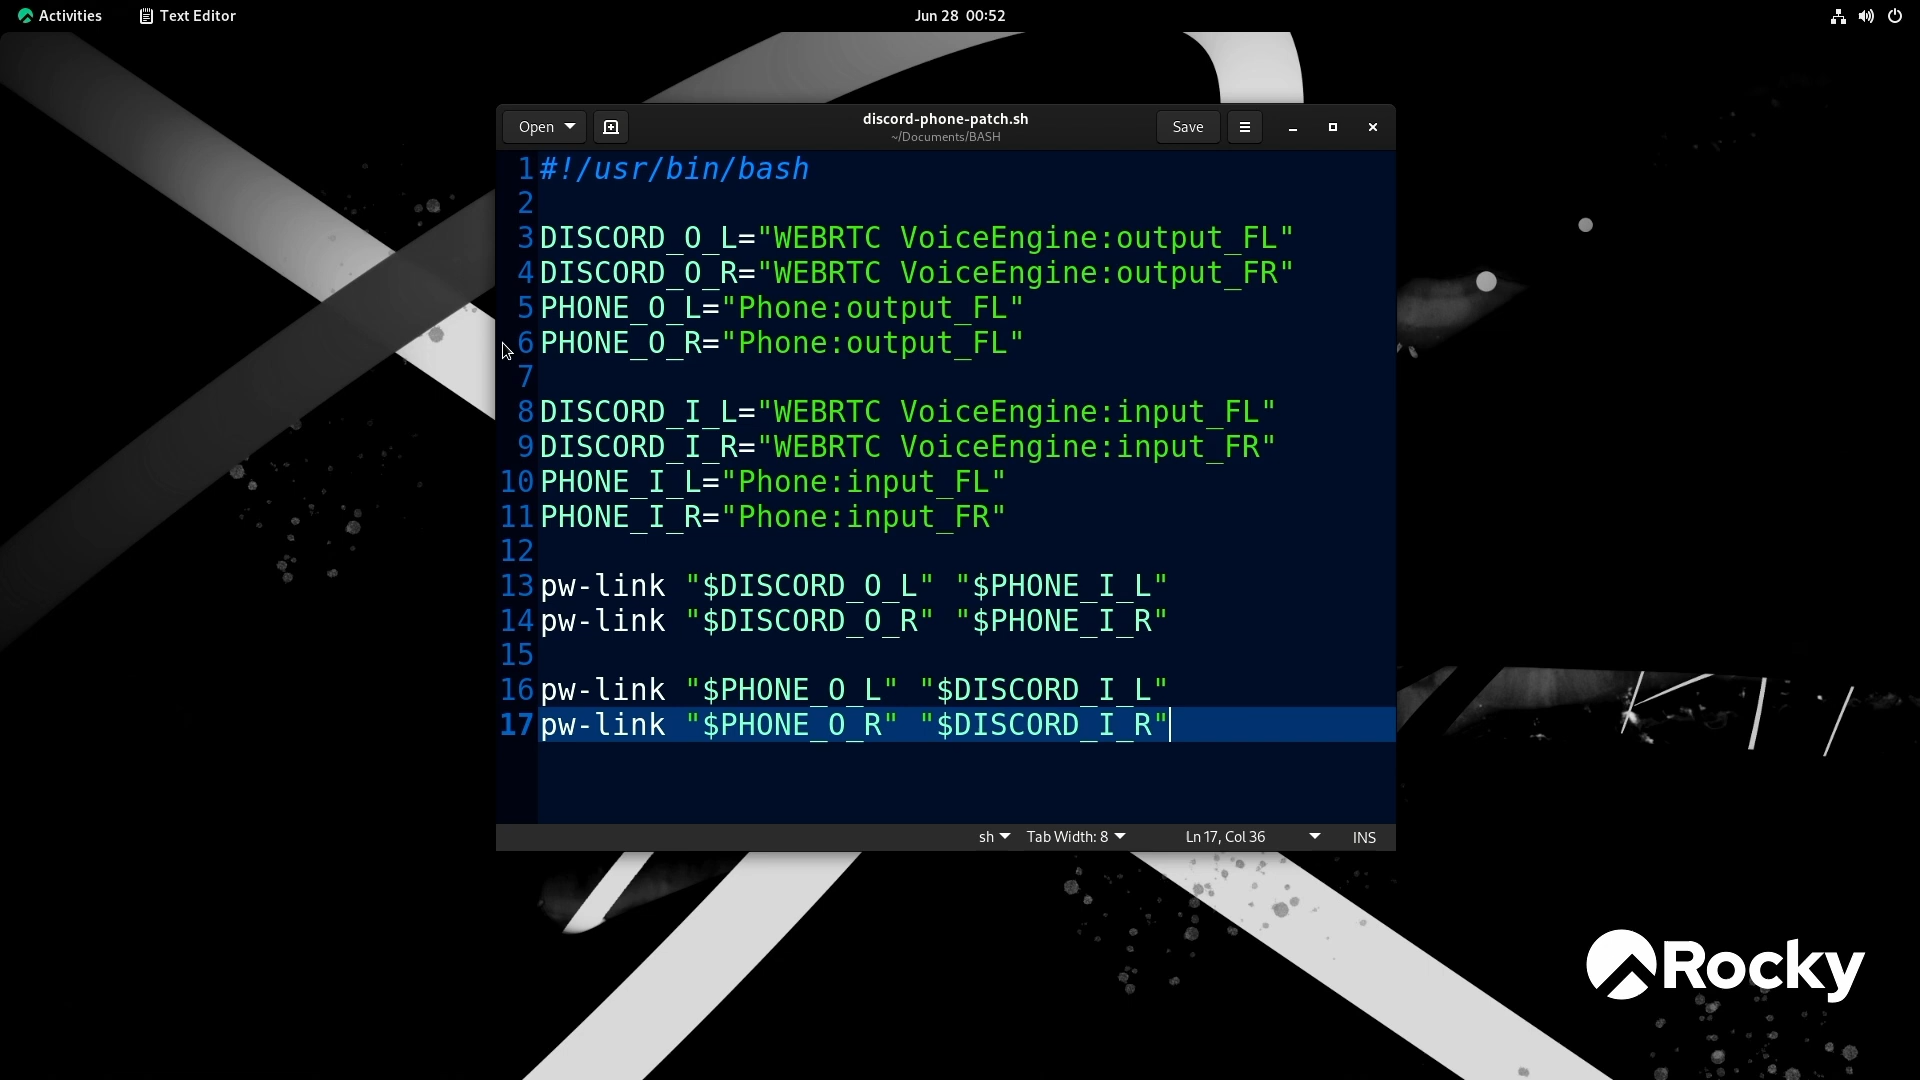 Activities Text Editor Jun 28 00:52
Open discord-phone-patch.sh Save
~/Documents/BASH
1 #!/usr/bin/bash
2
3 DISCORD_O_L="WEBRTC VoiceEngine:output_FL"
4 DISCORD_O_R="WEBRTC VoiceEngine:output_FR"
5 PHONE_O_L="Phone:output_FL"
6 PHONE_O_R="Phone:output_FL"
7
8 DISCORD_I_L="WEBRTC VoiceEngine:input_FL"
9 DISCORD_I_R="WEBRTC VoiceEngine:input_FR"
10 PHONE_I_L="Phone:input_FL"
11 PHONE_I_R="Phone:input_FR"
12
13 pw-link "$DISCORD_O_L" "$PHONE_I_L"
14 pw-link "$DISCORD_O_R" "$PHONE_I_R"
15
16 pw-link "$PHONE_O_L" "$DISCORD_I_L"
17 pw-link "$PHONE_O_R" "$DISCORD_I_R"
sh Tab Width: 8 Ln 17, Col 36 INS
Rocky